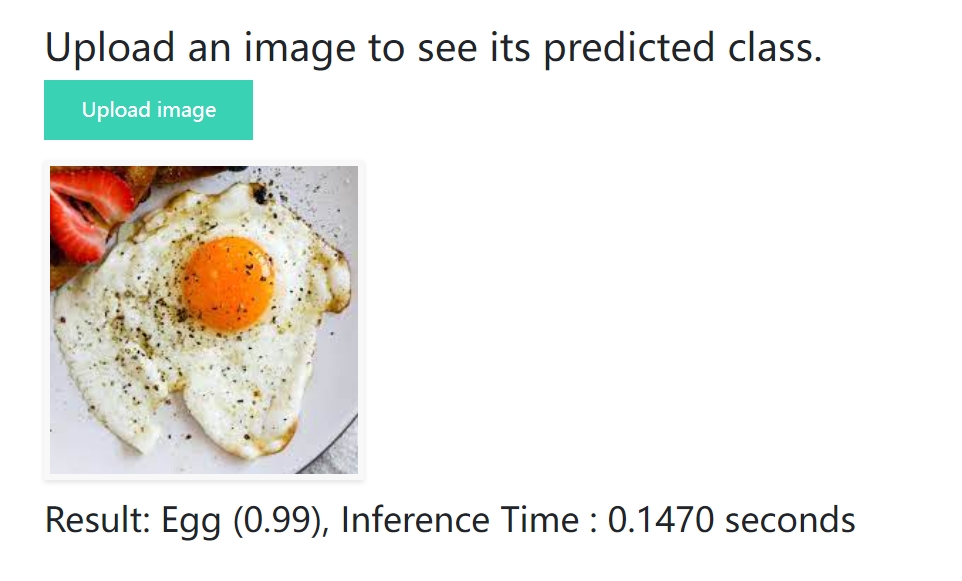 Upload an image to see its predicted class.
Upload image
Result: Egg (0.99), Inference Time : 0.1470 seconds